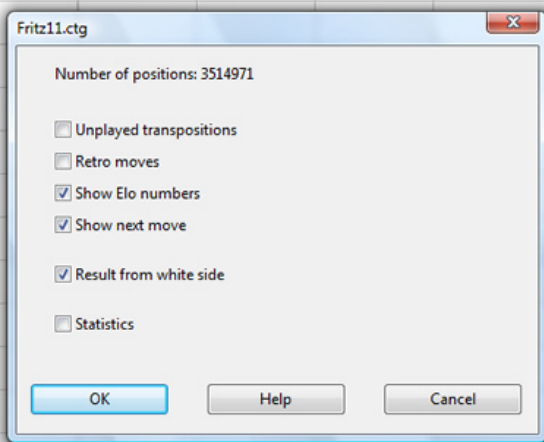 Fritz11.ctg
Number of positions: 3514971
Unplayed transpositions
Retro moves
Show Elo numbers
Show next move
Result from white side
Statistics
OK Help Cancel